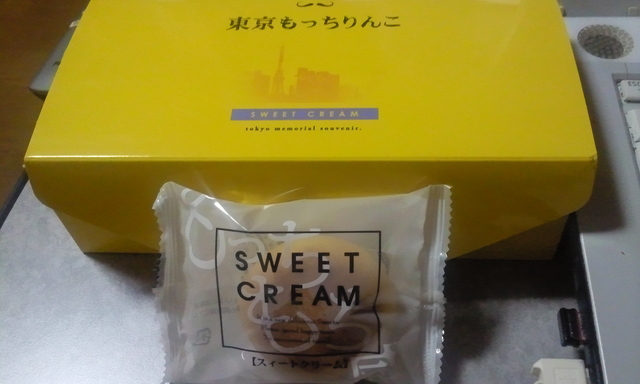 東京もっちりんこ
SWEET CREAM
tokyo memorial souvenir.
SWEET
CREAM
【スィートクリーム】